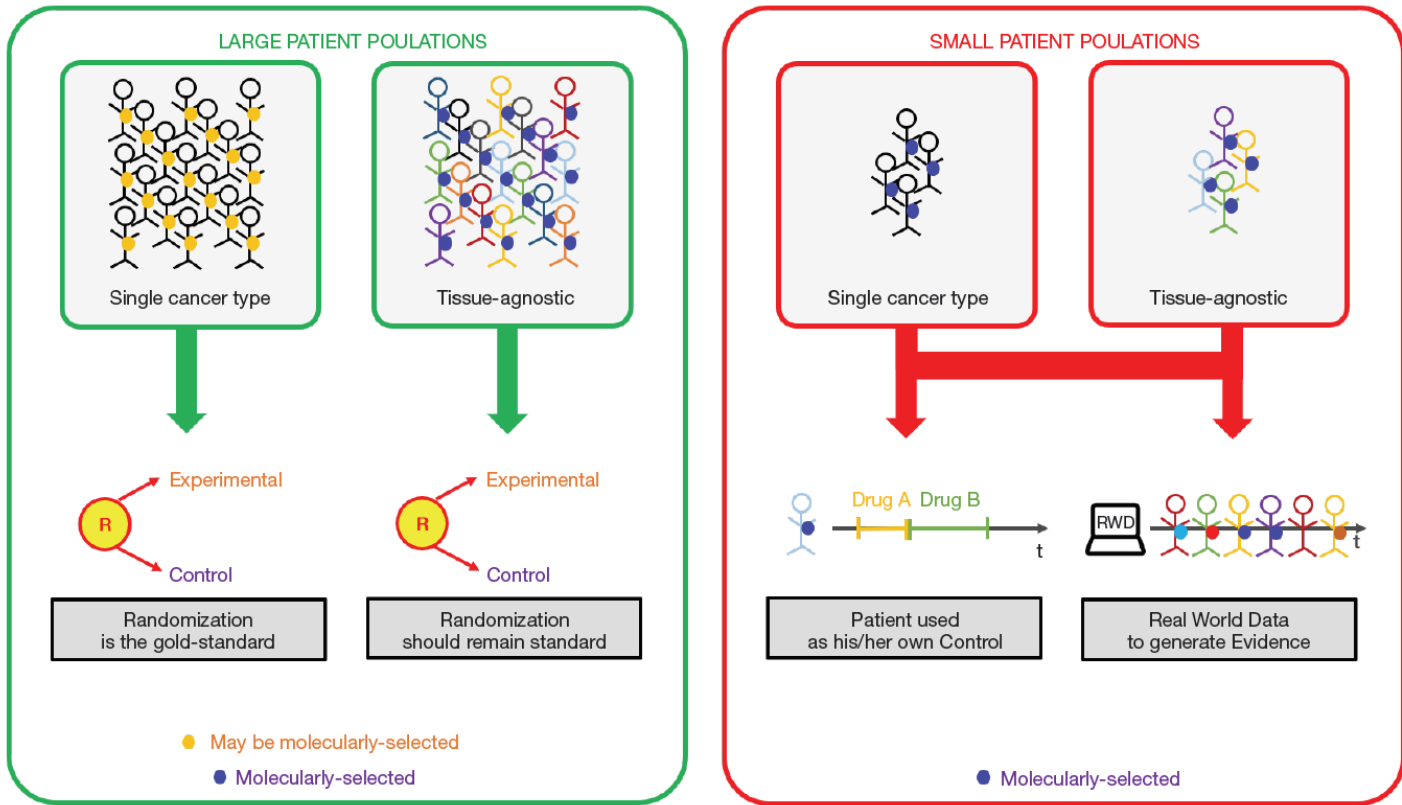 LARGE PATIENT POULATIONS
Single cancer type
Tissue-agnostic
Experimental
R
Control
Experimental
R
Control
Randomization
is the gold-standard
Randomization
should remain standard
May be molecularly-selected
Molecularly-selected
SMALL PATIENT POULATIONS
Single cancer type
Tissue-agnostic
Drug A
Drug B
t
RWD
t
Patient used
as his/her own Control
Real World Data
to generate Evidence
Molecularly-selected